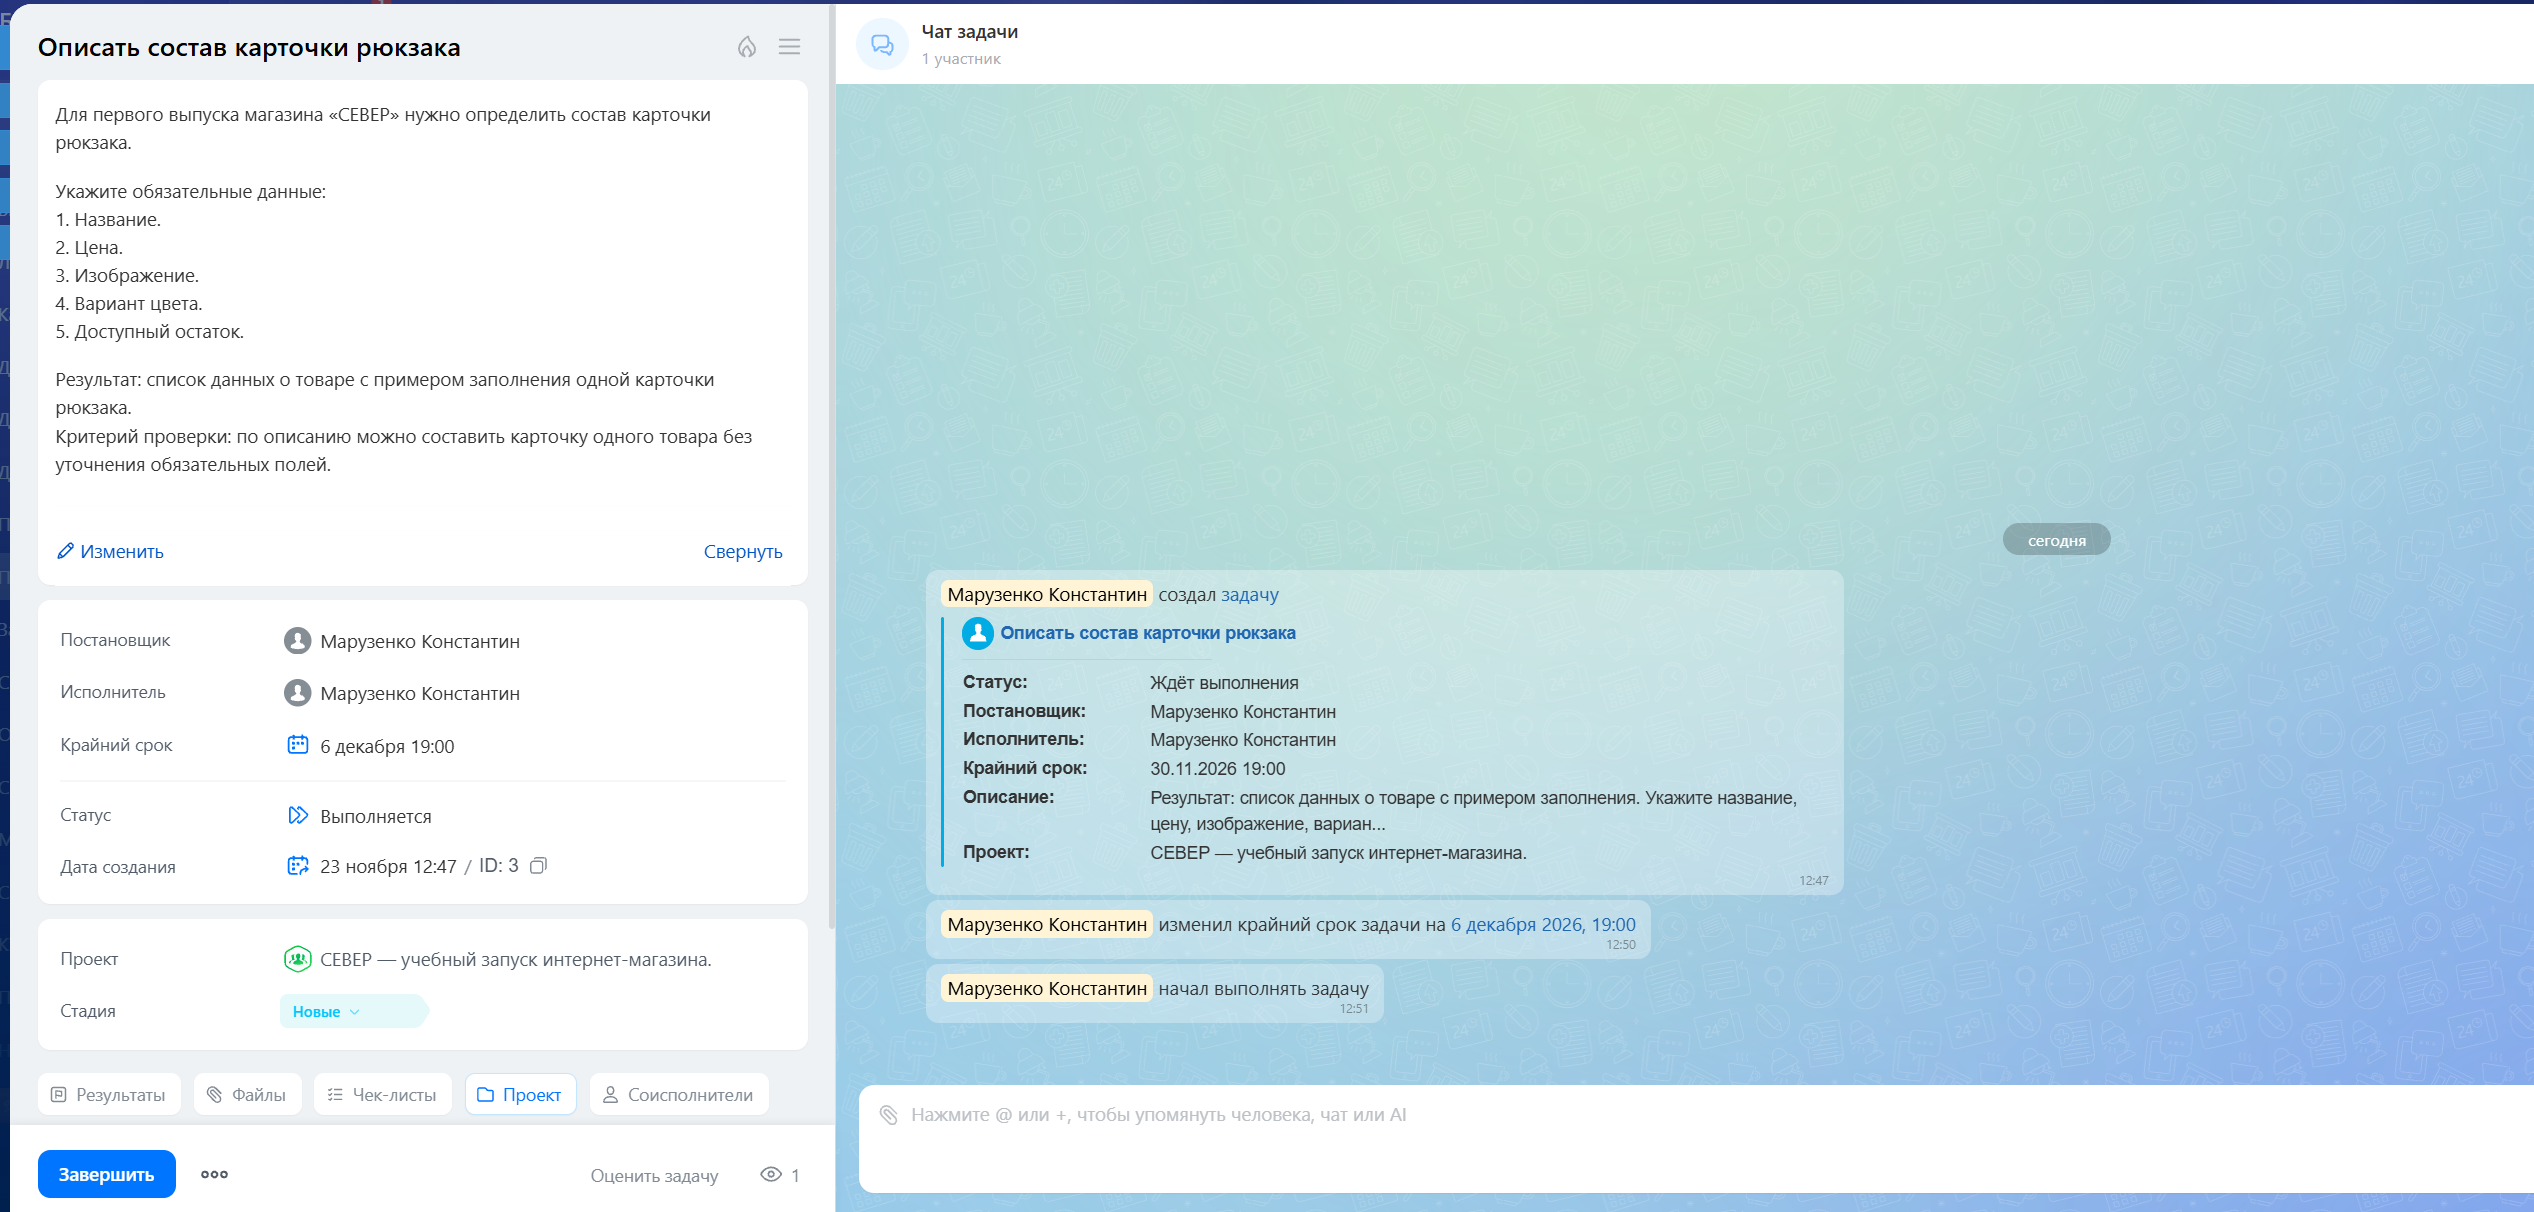 Описать состав карточки рюкзака
Для первого выпуска магазина «СЕВЕР» нужно определить состав карточки
рюкзака.
Укажите обязательные данные:
1. Название.
2. Цена.
3. Изображение.
4. Вариант цвета.
5. Доступный остаток.
Результат: список данных о товаре с примером заполнения одной карточки
рюкзака.
Критерий проверки: по описанию можно составить карточку одного товара без
уточнения обязательных полей.
Изменить
Свернуть
Постановщик
Марузенко Константин
Исполнитель
Марузенко Константин
Крайний срок
6 декабря 19:00
Статус
Выполняется
Дата создания
23 ноября 12:47 / ID: 3
Проект
СЕВЕР — учебный запуск интернет-магазина.
Стадия
Новые
Результаты
Файлы
Чек-листы
Проект
Соисполнители
Завершить
Оценить задачу
1
Чат задачи
1 участник
сегодня
Марузенко Константин создал задачу
Описать состав карточки рюкзака
Статус: Ждёт выполнения
Постановщик: Марузенко Константин
Исполнитель: Марузенко Константин
Крайний срок: 30.11.2026 19:00
Описание: Результат: список данных о товаре с примером заполнения. Укажите название,
цену, изображение, вариан...
Проект: СЕВЕР — учебный запуск интернет-магазина.
12:47
Марузенко Константин изменил крайний срок задачи на 6 декабря 2026, 19:00
12:50
Марузенко Константин начал выполнять задачу
12:51
Нажмите @ или +, чтобы упомянуть человека, чат или AI